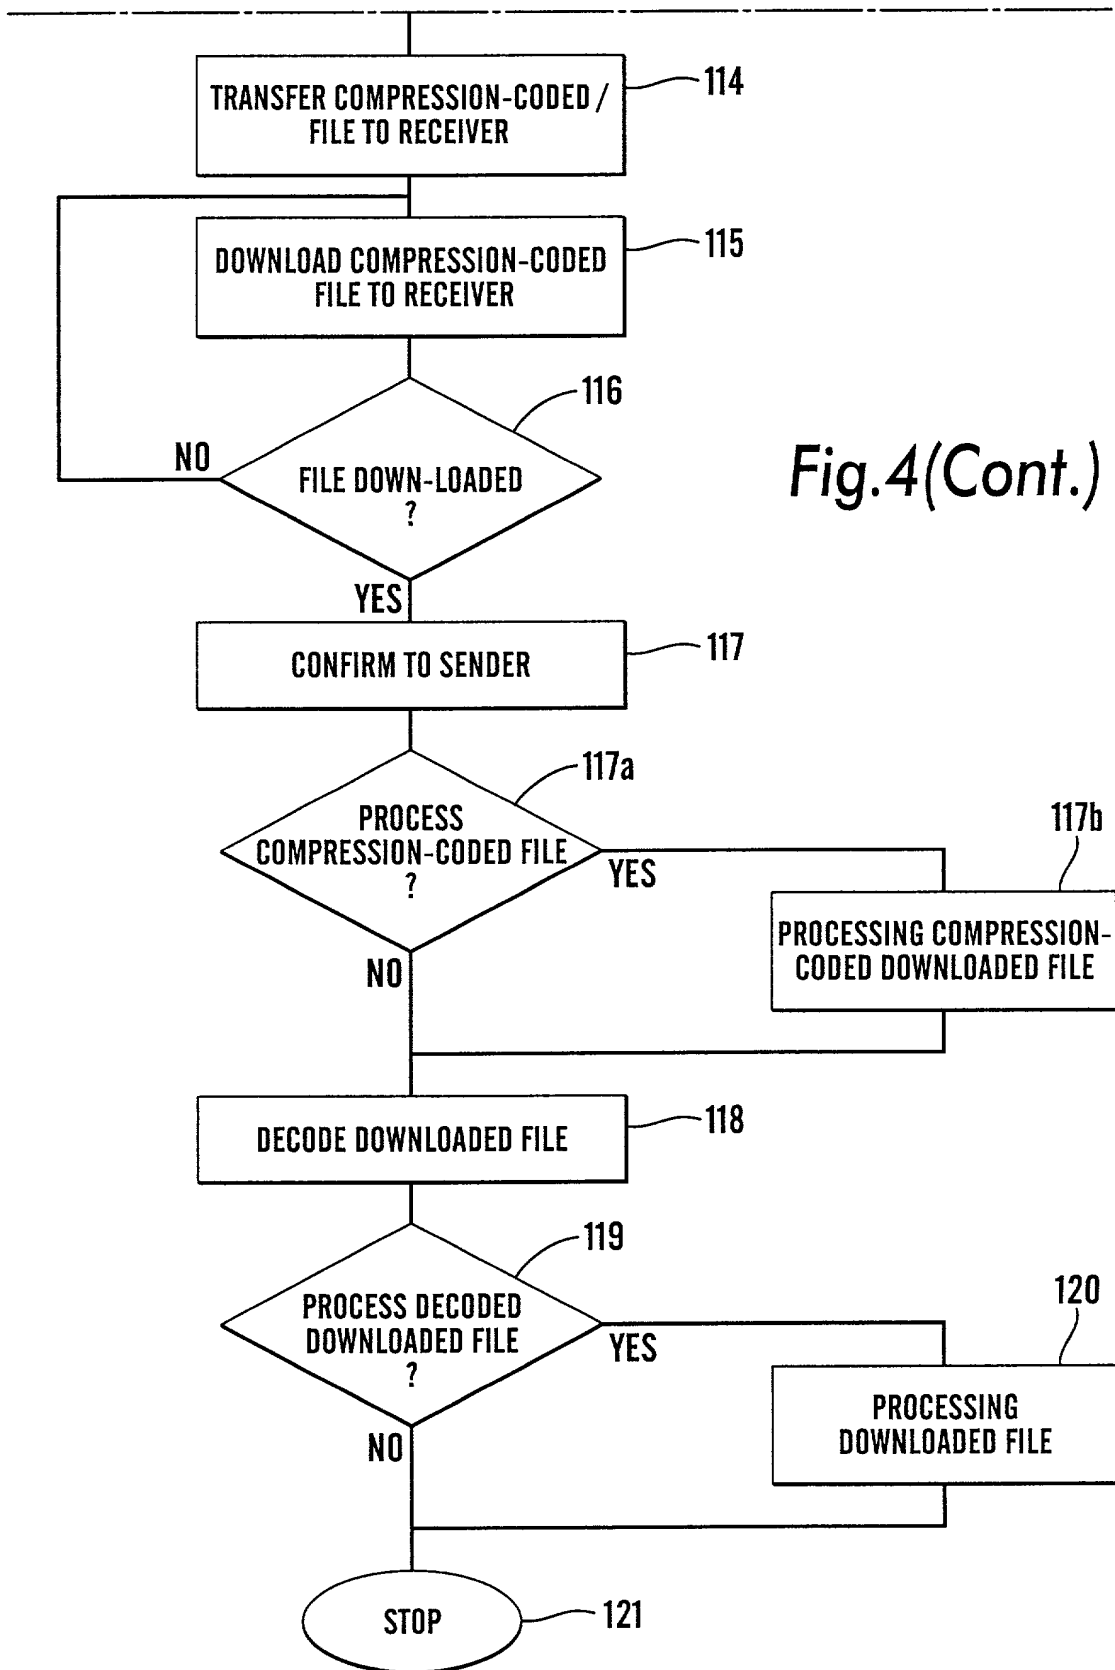 114
TRANSFER COMPRESSION-CODED /
FILE TO RECEIVER
115
DOWNLOAD COMPRESSION-CODED
FILE TO RECEIVER
116
NO
FILE DOWN-LOADED
?
Fig.4(Cont.)
YES
117
CONFIRM TO SENDER
117a
PROCESS
COMPRESSION-CODED FILE
?
YES
117b
PROCESSING COMPRESSION-
CODED DOWNLOADED FILE
NO
118
DECODE DOWNLOADED FILE
119
PROCESS DECODED
DOWNLOADED FILE
?
YES
120
PROCESSING
DOWNLOADED FILE
NO
STOP
121